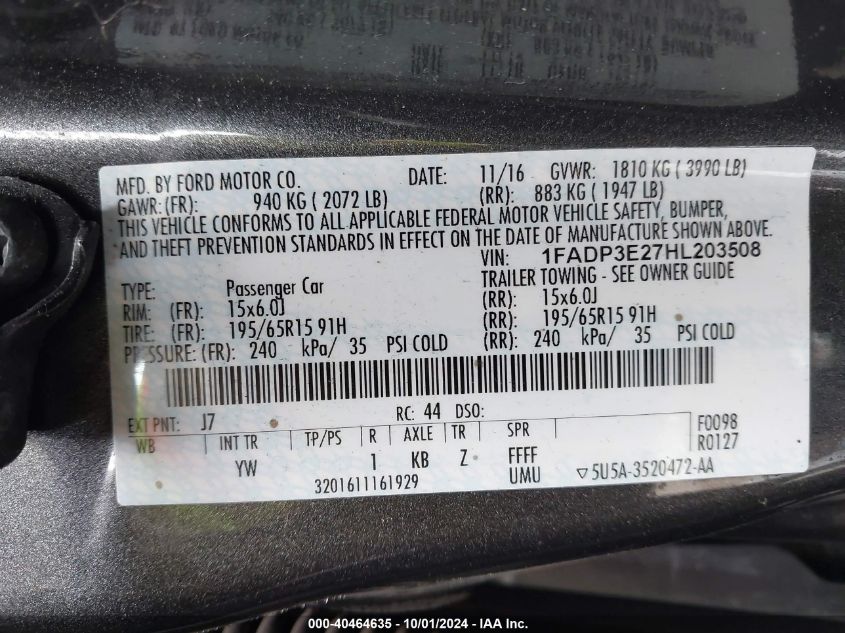 MFD. BY FORD MOTOR CO. DATE: 11/16 GVWR: 1810 KG ( 3990 LB)
GAWR: (FR): 940 KG ( 2072 LB) (RR): 883 KG ( 1947 LB)
THIS VEHICLE CONFORMS TO ALL APPLICABLE FEDERAL MOTOR VEHICLE SAFETY, BUMPER,
AND THEFT PREVENTION STANDARDS IN EFFECT ON THE DATE OF MANUFACTURE SHOWN ABOVE.
VIN: 1FADP3E27HL203508
TYPE: Passenger Car TRAILER TOWING - SEE OWNER GUIDE
RIM: (FR): 15x6.0J (RR): 15x6.0J
TIRE: (FR): 195/65R15 91H (RR): 195/65R15 91H
PRESSURE: (FR): 240 kPa/ 35 PSI COLD (RR): 240 kPa/ 35 PSI COLD
EXT PNT: J7 RC: 44 DSO: F0098
WB INT TR TP/PS R AXLE TR SPR R0127
YW 1 KB Z FFFF
3201611161929 UMU ▽5U5A-3520472-AA
000-40464635 - 10/01/2024 - IAA Inc.